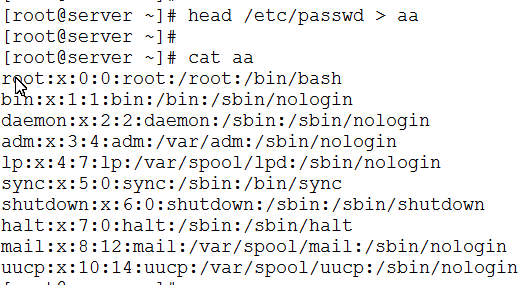 [root@server ~]# head /etc/passwd > aa
[root@server ~]#
[root@server ~]# cat aa
root:x:0:0:root:/root:/bin/bash
bin:x:1:1:bin:/bin:/sbin/nologin
daemon:x:2:2:daemon:/sbin:/sbin/nologin
adm:x:3:4:adm:/var/adm:/sbin/nologin
lp:x:4:7:lp:/var/spool/lpd:/sbin/nologin
sync:x:5:0:sync:/sbin:/bin/sync
shutdown:x:6:0:shutdown:/sbin:/sbin/shutdown
halt:x:7:0:halt:/sbin:/sbin/halt
mail:x:8:12:mail:/var/spool/mail:/sbin/nologin
uucp:x:10:14:uucp:/var/spool/uucp:/sbin/nologin
[root@server ~]#